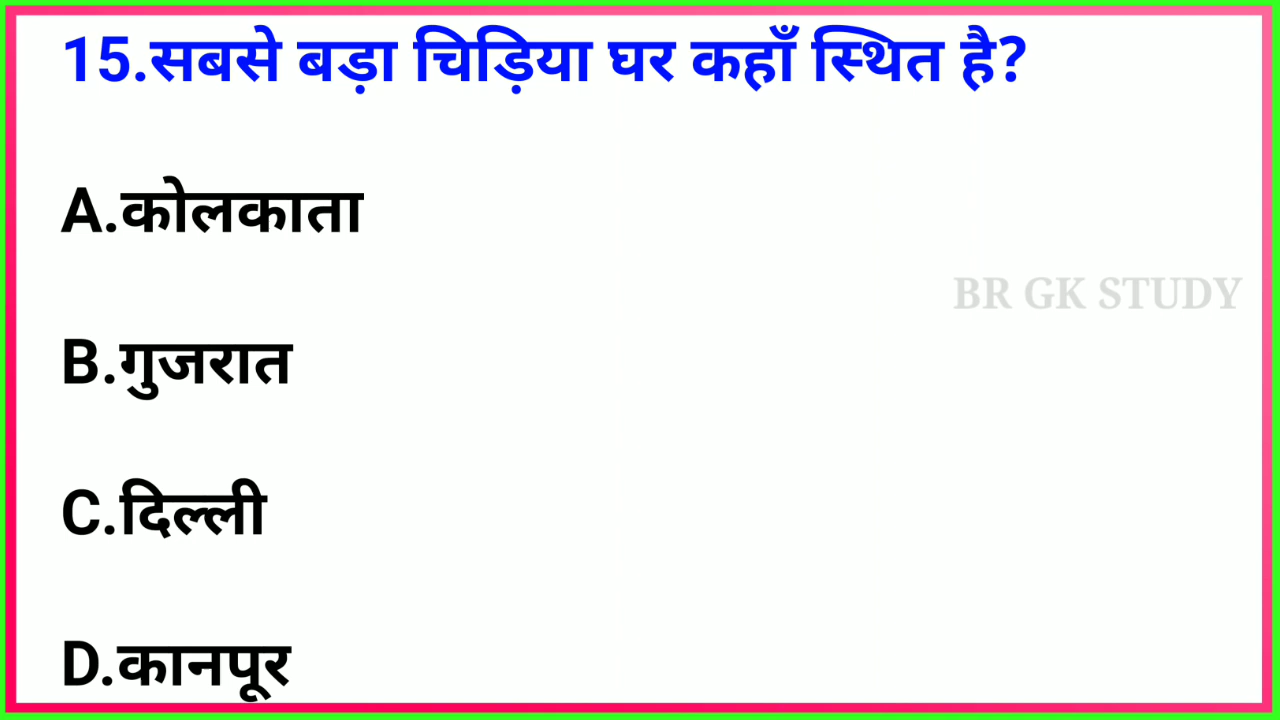 15.सबसे बड़ा चिड़िया घर कहाँ स्थित है?
A.कोलकाता
BR GK STUDY
B.गुजरात
C.दिल्ली
D.कानपूर